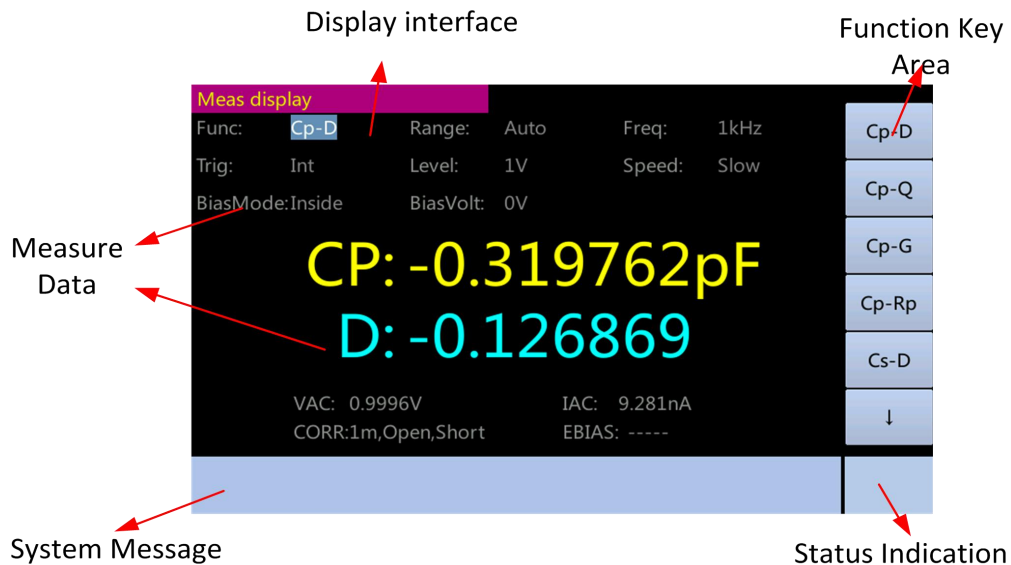 Display interface
Function Key
Area
Meas display
Func: Cp-D Range: Auto Freq: 1kHz
Cp-D
Trig: Int Level: 1V Speed: Slow
Cp-Q
BiasMode: Inside BiasVolt: 0V
Measure
Data
CP: -0.319762pF
Cp-G
Cp-Rp
D: -0.126869
Cs-D
VAC: 0.9996V IAC: 9.281nA
↓
CORR:1m,Open,Short EBIAS: -----
System Message
Status Indication